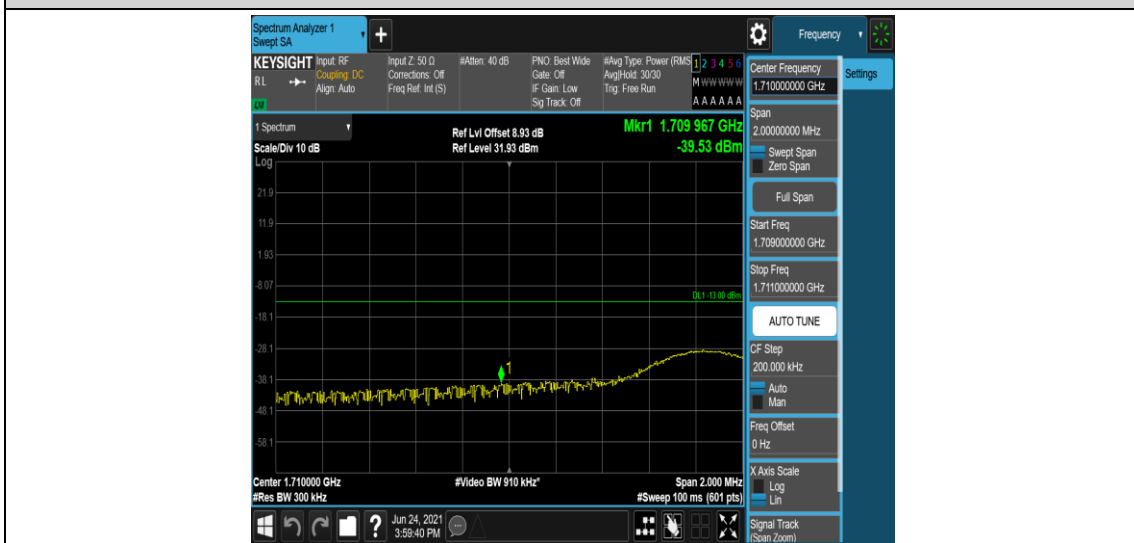 Spectrum Analyzer 1
Swept SA
+
Frequency
KEYSIGHT
RL
LXI
Input: RF
Coupling: DC
Align: Auto
Input Z: 50 Ω
Corrections: Off
Freq Ref: Int (S)
#Atten: 40 dB
PNO: Best Wide
Gate: Off
IF Gain: Low
Sig Track: Off
#Avg Type: Power (RMS
Avg|Hold: 30/30
Trig: Free Run
1 2 3 4 5 6
M W W W W W
A A A A A A
1 Spectrum
Scale/Div 10 dB
Log
Ref Lvl Offset 8.93 dB
Ref Level 31.93 dBm
Mkr1 1.709 967 GHz
-39.53 dBm
21.9
11.9
1.93
-8.07
DL1 -13.00 dBm
-18.1
-28.1
1
-38.1
-48.1
-58.1
Center 1.710000 GHz
#Video BW 910 kHz*
Span 2.000 MHz
#Res BW 300 kHz
#Sweep 100 ms (601 pts)
Center Frequency
1.710000000 GHz
Settings
Span
2.00000000 MHz
Swept Span
Zero Span
Full Span
Start Freq
1.709000000 GHz
Stop Freq
1.711000000 GHz
AUTO TUNE
CF Step
200.000 kHz
Auto
Man
Freq Offset
0 Hz
X Axis Scale
Log
Lin
Signal Track
(Span Zoom)
?
Jun 24, 2021
3:59:40 PM